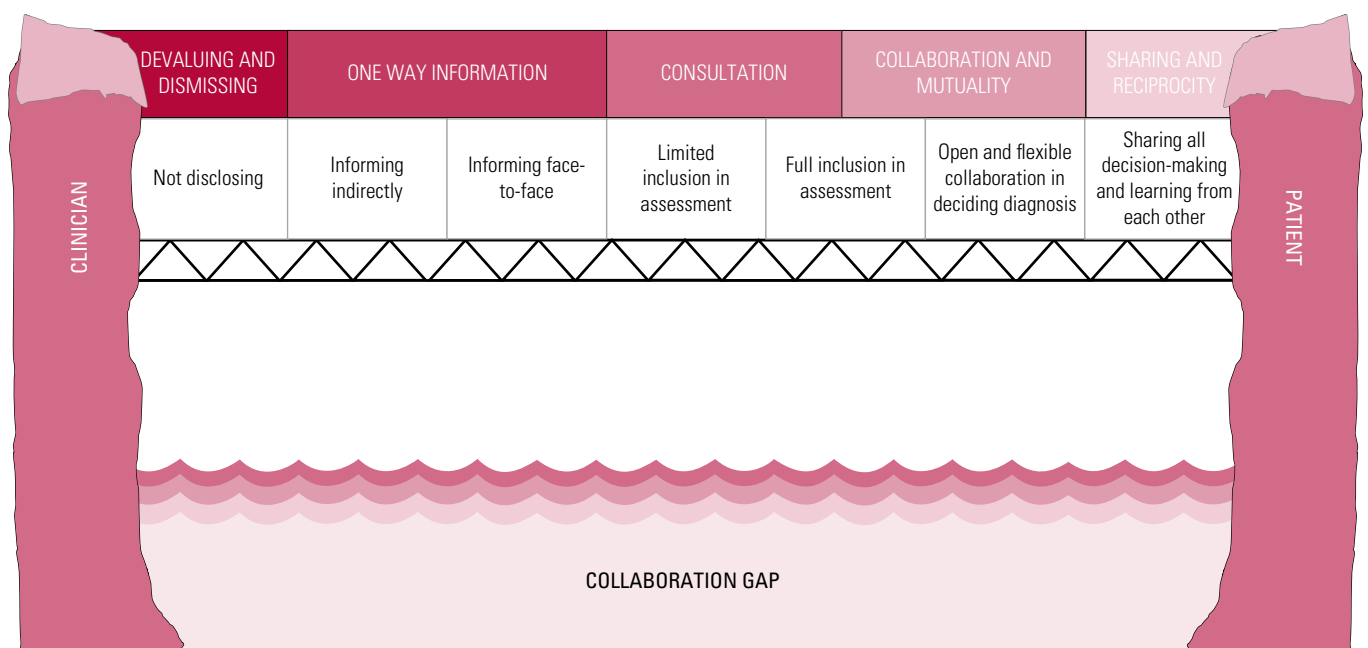 DEVALUING AND
DISMISSING
ONE WAY INFORMATION
CONSULTATION
COLLABORATION AND
MUTUALITY
SHARING AND
RECIPROCITY
Not disclosing
Informing
indirectly
Informing face-
to-face
Limited
inclusion in
assessment
Full inclusion in
assessment
Open and flexible
collaboration in
deciding diagnosis
Sharing all
decision-making
and learning from
each other
CLINICIAN
PATIENT
COLLABORATION GAP